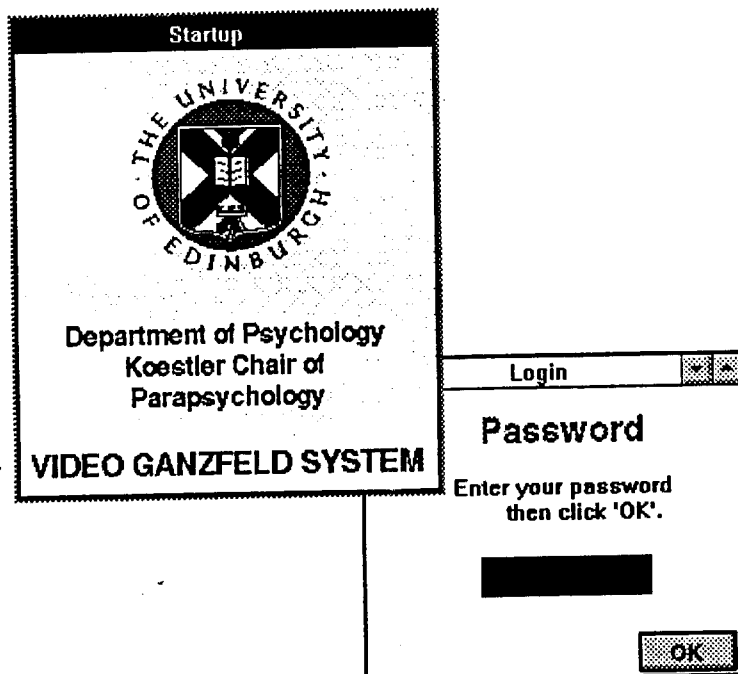 Startup
THE UNIVERSITY OF EDINBURGH
Department of Psychology
Koestler Chair of
Parapsychology
VIDEO GANZFELD SYSTEM
Login
Password
Enter your password
then click 'OK'.
OK